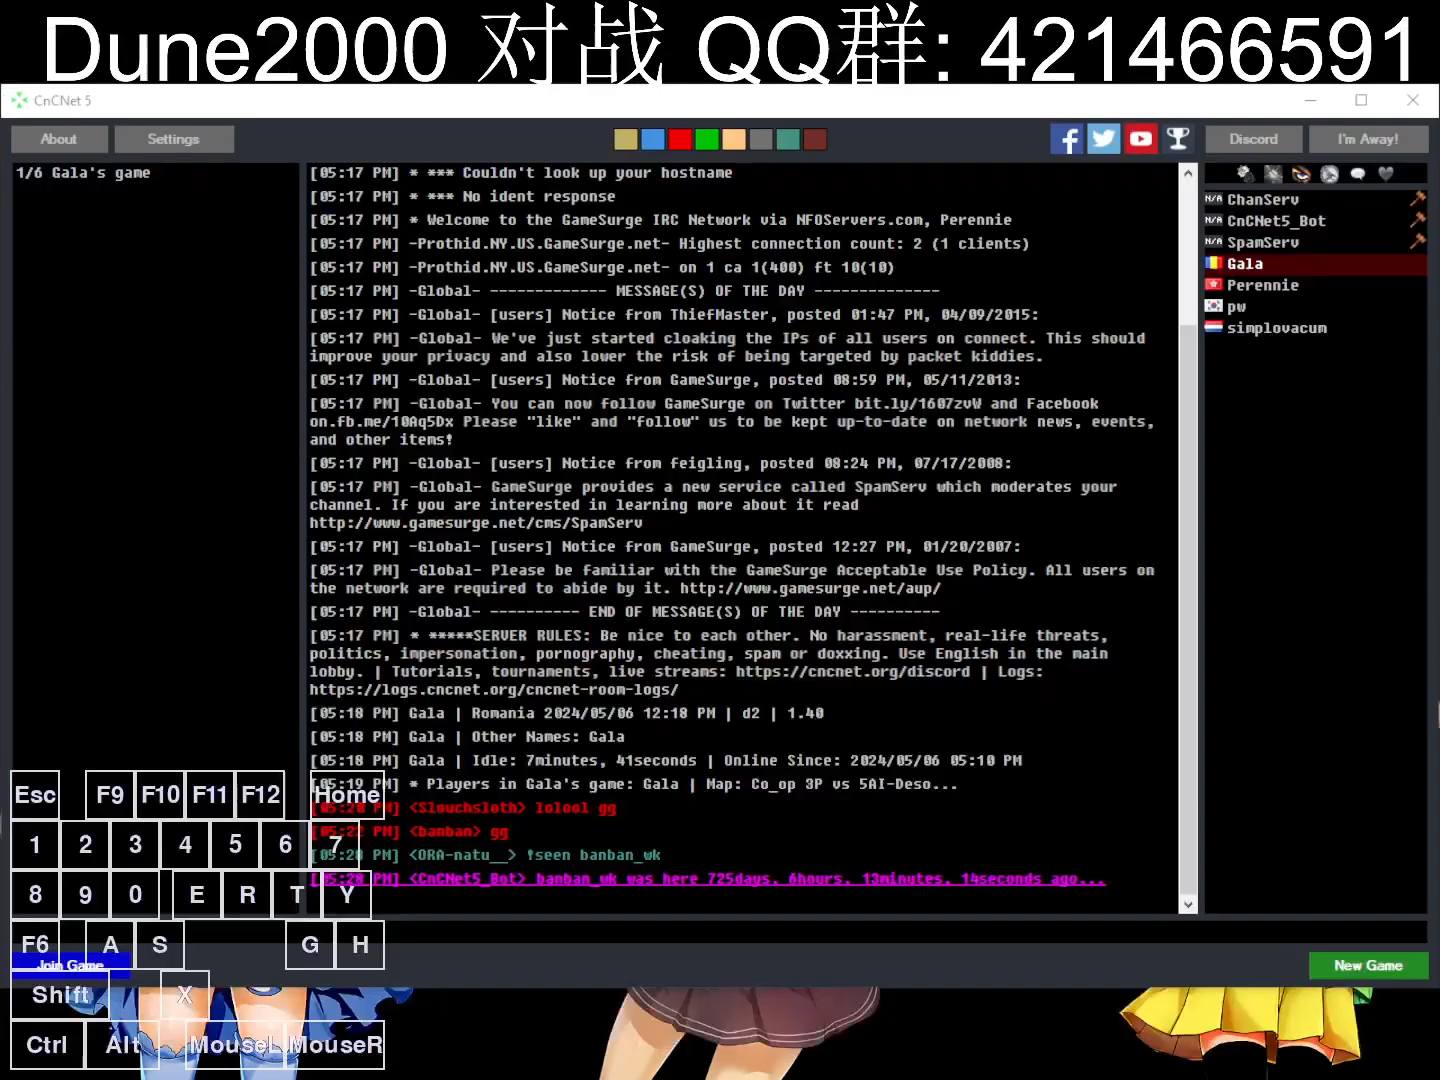 Dune2000 对战 QQ群: 421466591
CnCNet 5
About
Settings
Discord
I'm Away!
1/6 Gala's game
[05:17 PM] * *** Couldn't look up your hostname
[05:17 PM] * *** No ident response
[05:17 PM] * Welcome to the GameSurge IRC Network via NFOServers.com, Perennie
[05:17 PM] -Prothid.NY.US.GameSurge.net- Highest connection count: 2 (1 clients)
[05:17 PM] -Prothid.NY.US.GameSurge.net- on 1 ca 1(400) ft 10(10)
[05:17 PM] -Global- ------------- MESSAGE(S) OF THE DAY --------------
[05:17 PM] -Global- [users] Notice from ThiefMaster, posted 01:47 PM, 04/09/2015:
[05:17 PM] -Global- We've just started cloaking the IPs of all users on connect. This should
improve your privacy and also lower the risk of being targeted by packet kiddies.
[05:17 PM] -Global- [users] Notice from GameSurge, posted 08:59 PM, 05/11/2013:
[05:17 PM] -Global- You can now follow GameSurge on Twitter bit.ly/1607zvW and Facebook
on.fb.me/10Aq5Dx Please "like" and "follow" us to be kept up-to-date on network news, events,
and other items!
[05:17 PM] -Global- [users] Notice from feigling, posted 08:24 PM, 07/17/2008:
[05:17 PM] -Global- GameSurge provides a new service called SpamServ which moderates your
channel. If you are interested in learning more about it read
http://www.gamesurge.net/cms/SpamServ
[05:17 PM] -Global- [users] Notice from GameSurge, posted 12:27 PM, 01/20/2007:
[05:17 PM] -Global- Please be familiar with the GameSurge Acceptable Use Policy. All users on
the network are required to abide by it. http://www.gamesurge.net/aup/
[05:17 PM] -Global- ---------- END OF MESSAGE(S) OF THE DAY ----------
[05:17 PM] * *****SERVER RULES: Be nice to each other. No harassment, real-life threats,
politics, impersonation, pornography, cheating, spam or doxxing. Use English in the main
lobby. | Tutorials, tournaments, live streams: https://cncnet.org/discord | Logs:
https://logs.cncnet.org/cncnet-room-logs/
[05:18 PM] Gala | Romania 2024/05/06 12:18 PM | d2 | 1.40
[05:18 PM] Gala | Other Names: Gala
[05:18 PM] Gala | Idle: 7minutes, 41seconds | Online Since: 2024/05/06 05:10 PM
[05:19 PM] * Players in Gala's game: Gala | Map: Co_op 3P vs 5AI-Deso...
[05:20 PM] <Slouchsloth> lolool gg
[05:22 PM] <banban> gg
[05:28 PM] <ORA-natu__> !seen banban_wk
[05:28 PM] <CnCNet5_Bot> banban_wk was here 725days, 6hours, 13minutes, 14seconds ago...
N/A ChanServ
N/A CnCNet5_Bot
N/A SpamServ
Gala
Perennie
pw
simplovacum
Esc F9 F10 F11 F12 Home
1 2 3 4 5 6 7
8 9 0 E R T Y
F6 A S G H
Join Game
New Game
Shift X
Ctrl Alt MouseL MouseR